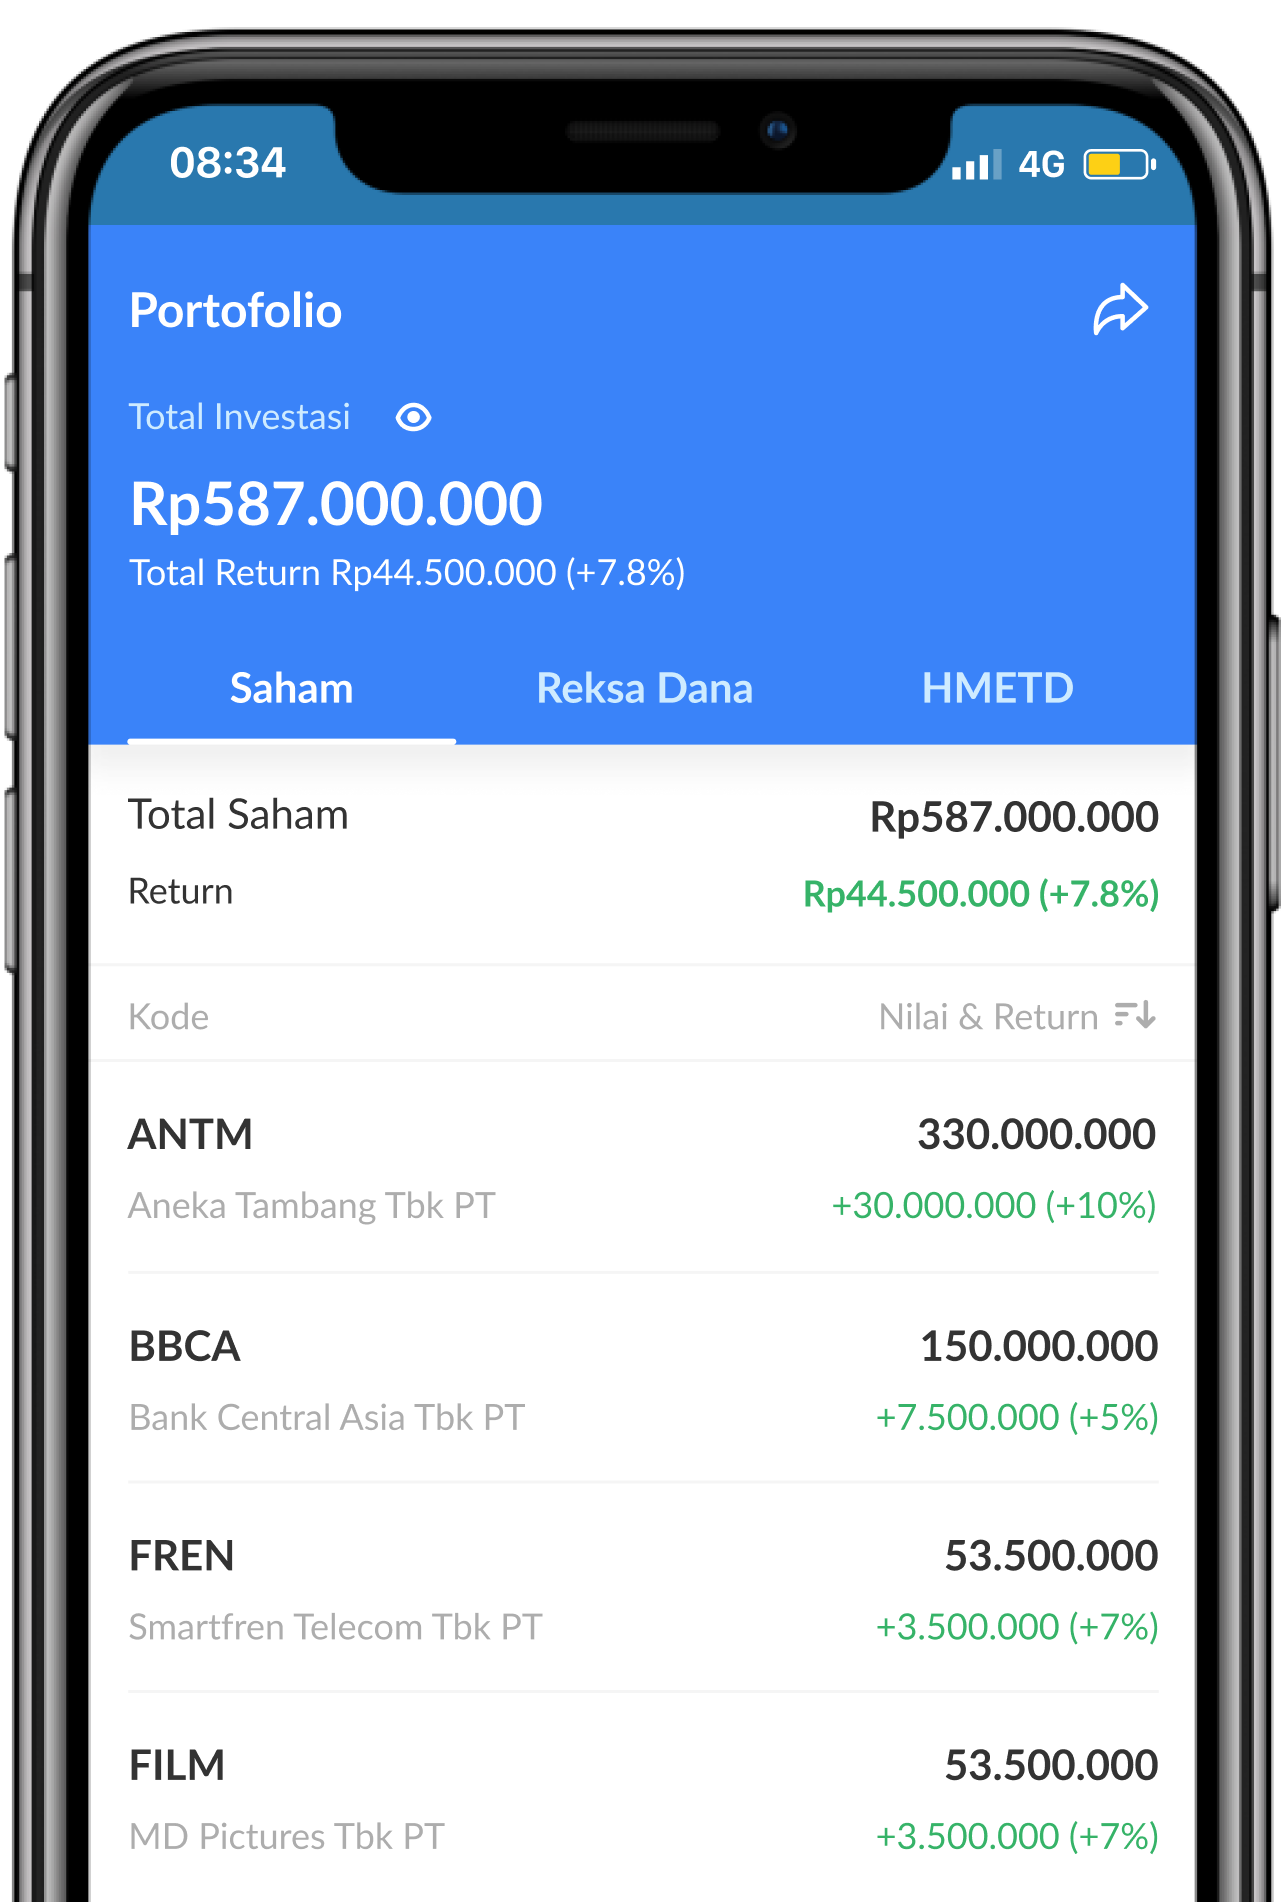 08:34 4G
Portofolio
Total Investasi
Rp587.000.000
Total Return Rp44.500.000 (+7.8%)
Saham Reksa Dana HMETD
Total Saham Rp587.000.000
Return Rp44.500.000 (+7.8%)
Kode Nilai & Return
ANTM 330.000.000
Aneka Tambang Tbk PT +30.000.000 (+10%)
BBCA 150.000.000
Bank Central Asia Tbk PT +7.500.000 (+5%)
FREN 53.500.000
Smartfren Telecom Tbk PT +3.500.000 (+7%)
FILM 53.500.000
MD Pictures Tbk PT +3.500.000 (+7%)